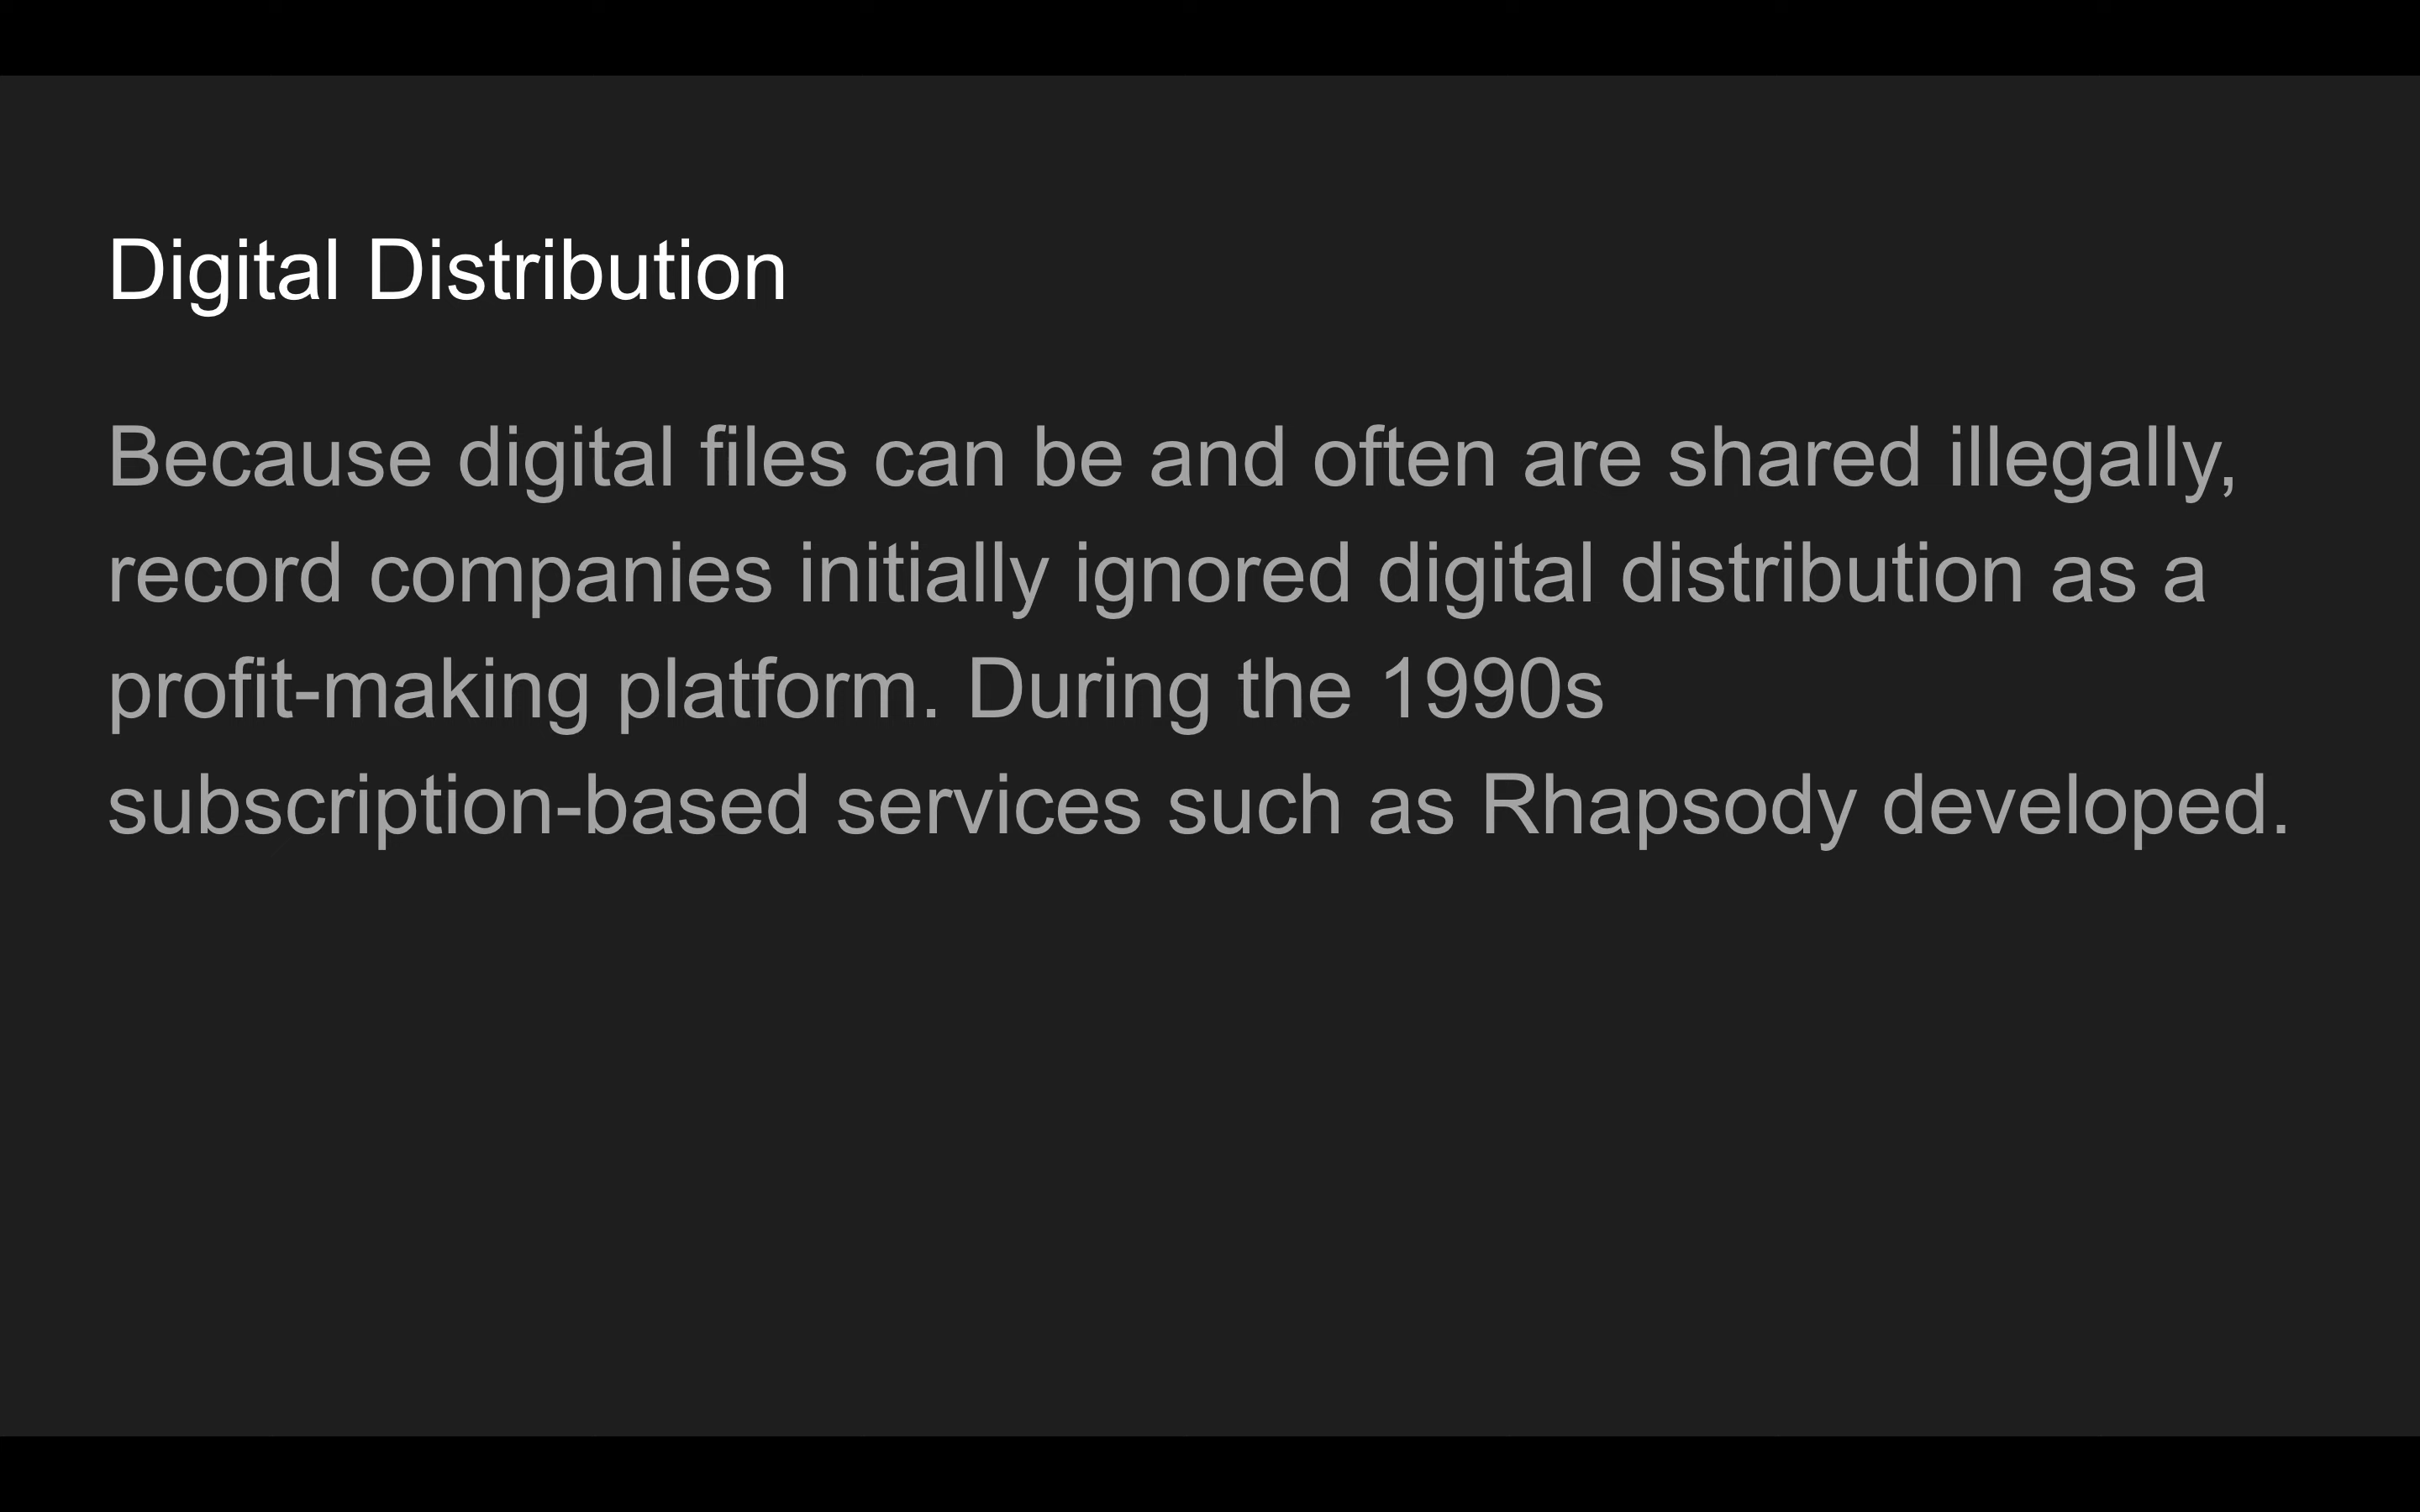 Digital Distribution
Because digital files can be and often are shared illegally,
record companies initially ignored digital distribution as a
profit-making platform. During the 1990s
subscription-based services such as Rhapsody developed.